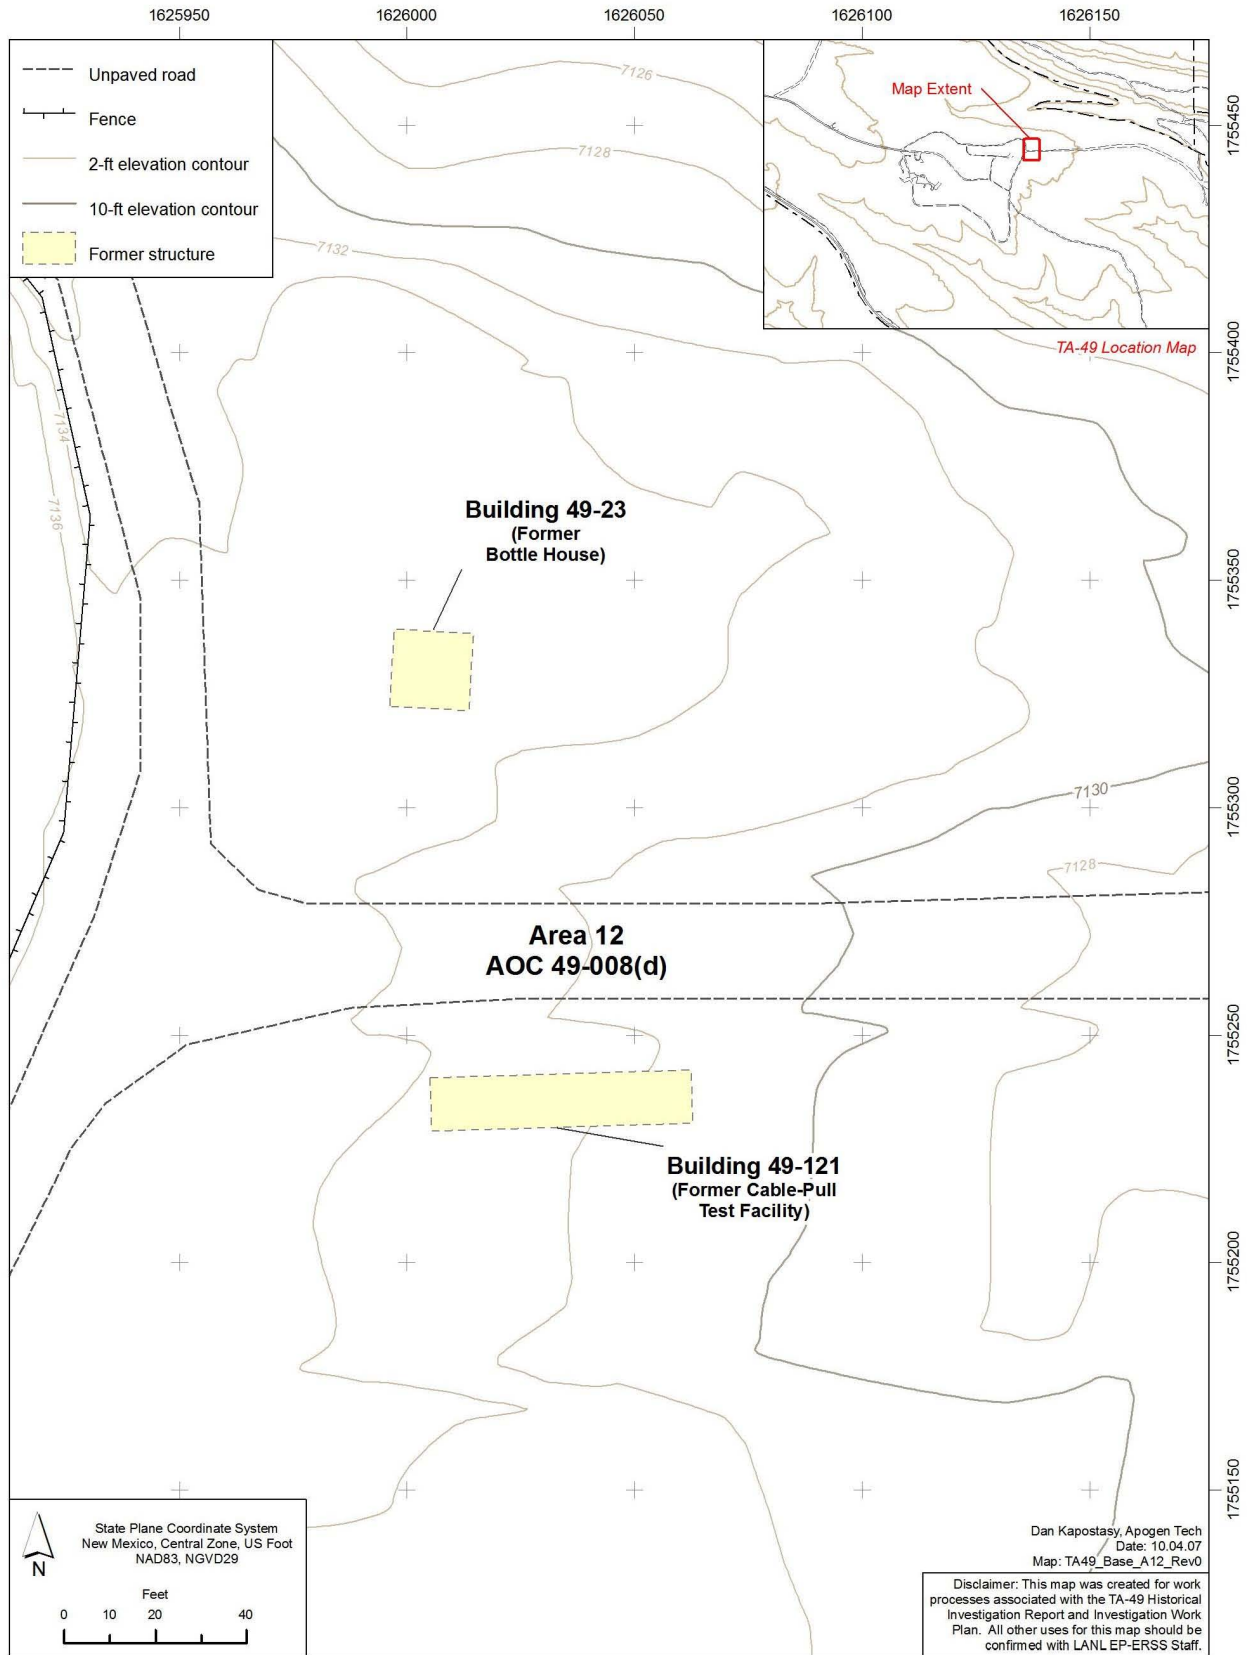 1625950
1626000
1626050
1626100
1626150
Unpaved road
Fence
2-ft elevation contour
10-ft elevation contour
Former structure
Map Extent
TA-49 Location Map
7126
7128
7132
7134
7136
1755450
1755400
1755350
1755300
1755250
1755200
1755150
Building 49-23
(Former
Bottle House)
7130
7128
Area 12
AOC 49-008(d)
Building 49-121
(Former Cable-Pull
Test Facility)
State Plane Coordinate System
New Mexico, Central Zone, US Foot
NAD83, NGVD29
N
Feet
0 10 20 40
Dan Kapostasy, Apogen Tech
Date: 10.04.07
Map: TA49_Base_A12_Rev0
Disclaimer: This map was created for work
processes associated with the TA-49 Historical
Investigation Report and Investigation Work
Plan. All other uses for this map should be
confirmed with LANL EP-ERSS Staff.